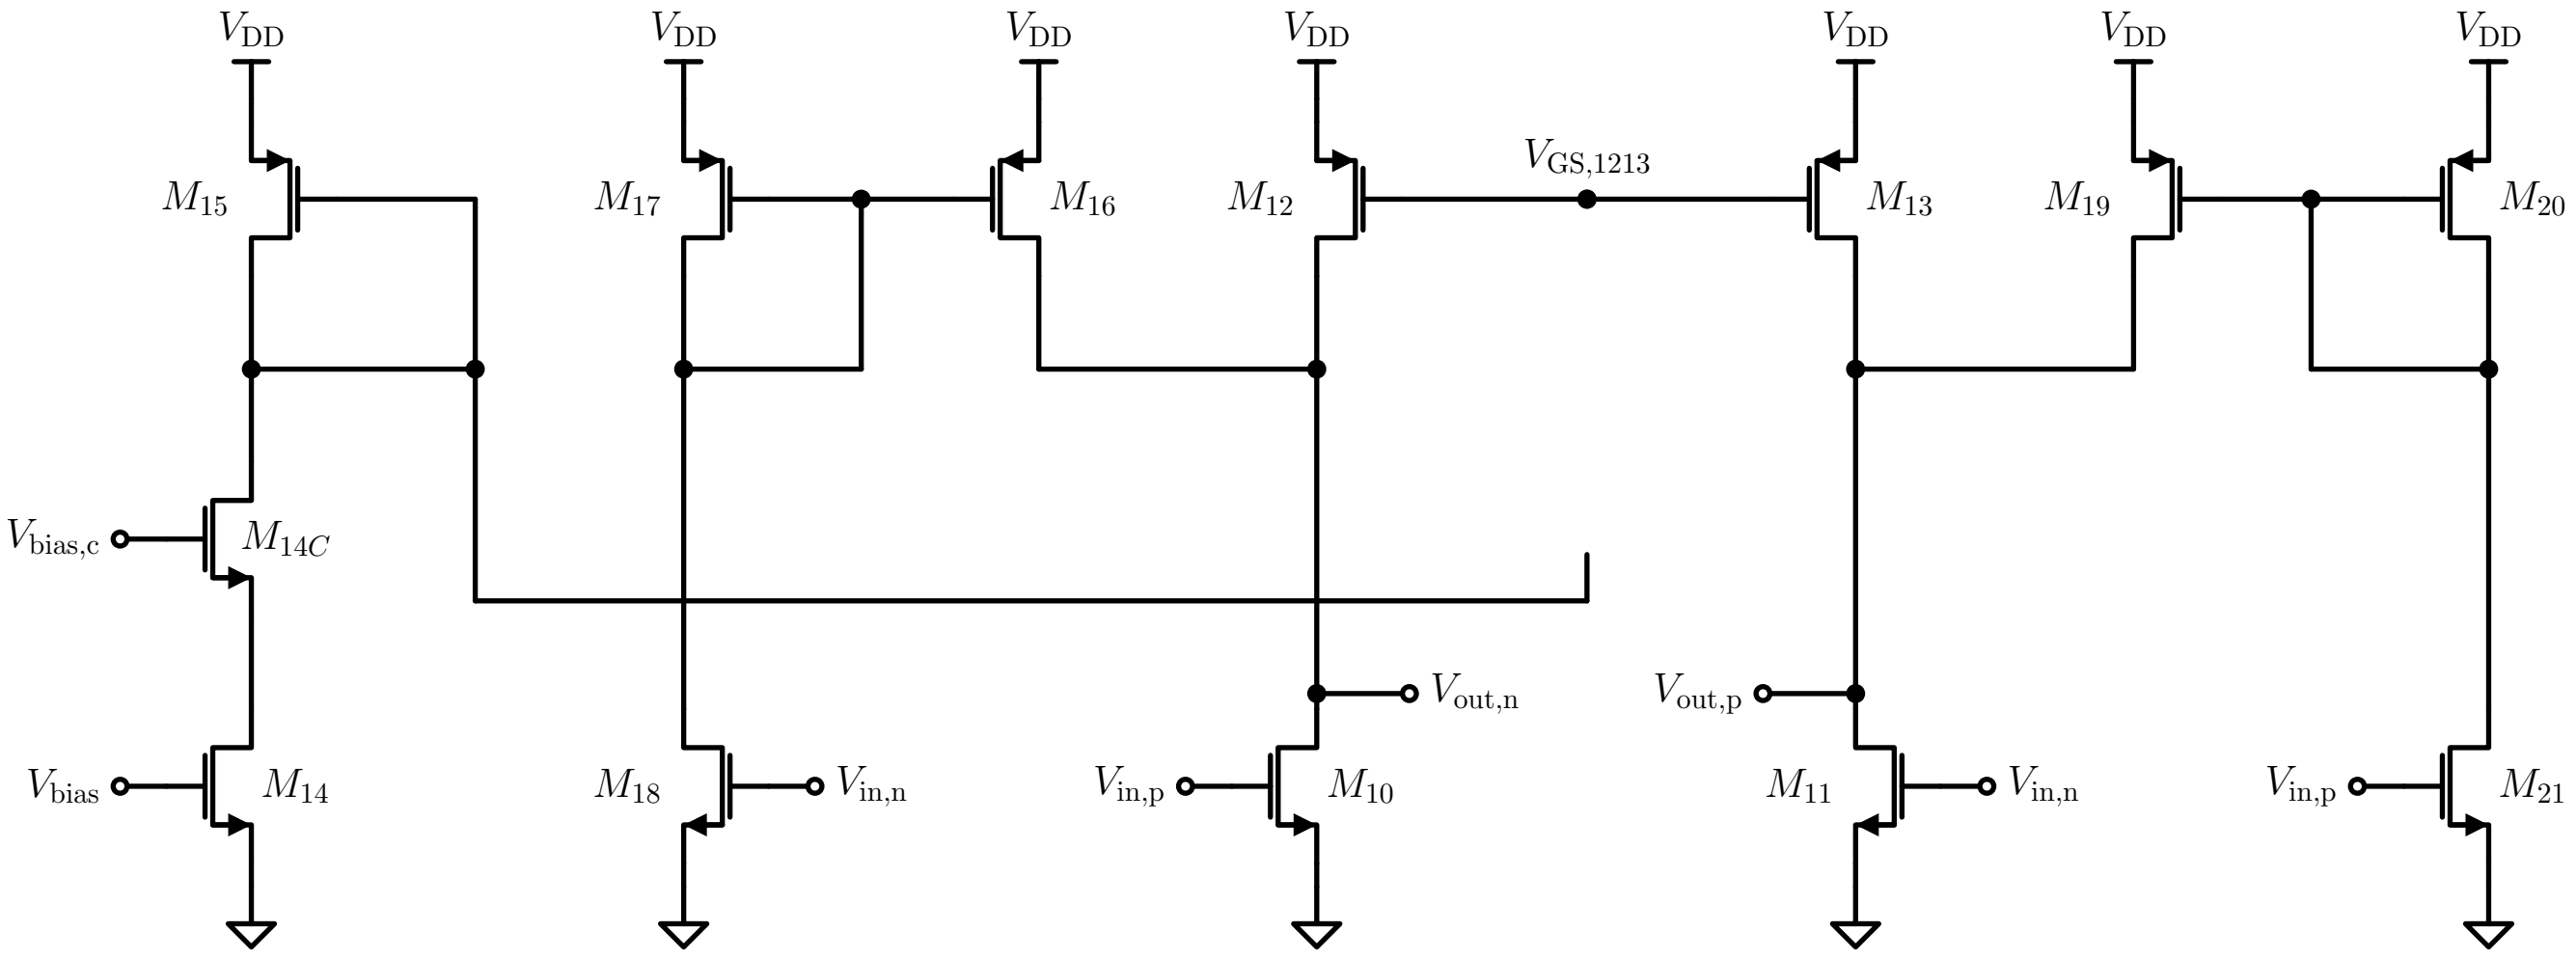 V_DD V_DD V_DD V_DD V_DD V_DD V_DD
V_GS,1213
M_15 M_17 M_16 M_12 M_13 M_19 M_20
V_bias,c M_14C
V_out,n V_out,p
V_bias M_14 M_18 V_in,n V_in,p M_10 M_11 V_in,n V_in,p M_21